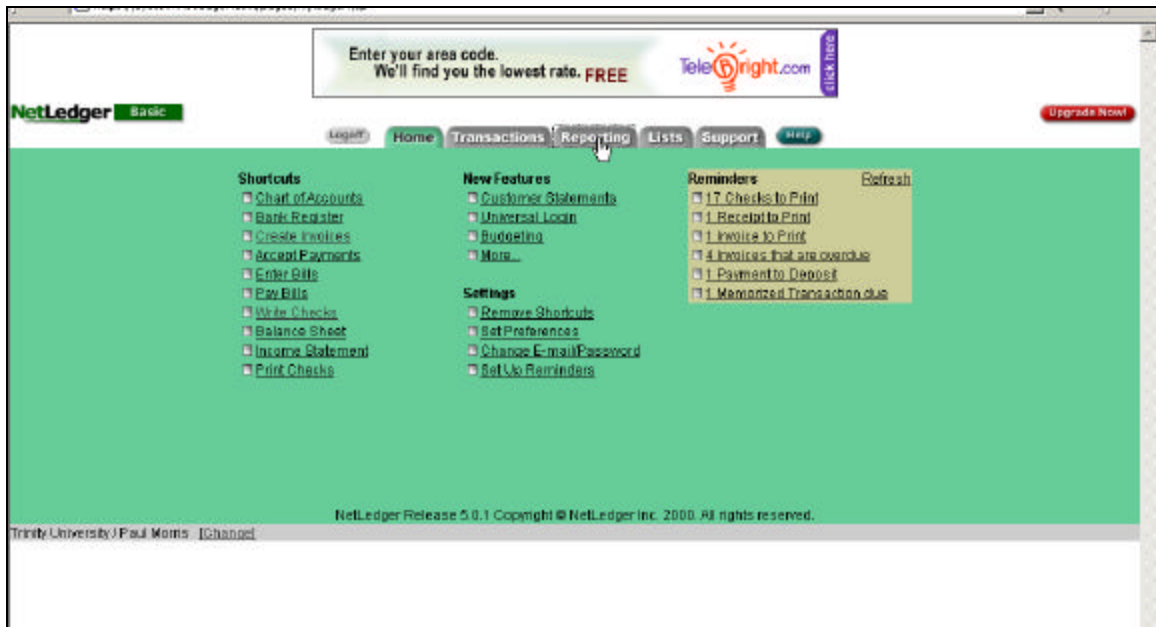 Enter your area code.
We'll find you the lowest rate. FREE
TeleBright.com
click here
NetLedger Basic
Upgrade Now!
Logoff Home Transactions Reporting Lists Support Help
Shortcuts
Chart of Accounts
Bank Register
Create Invoices
Accept Payments
Enter Bills
Pay Bills
Write Checks
Balance Sheet
Income Statement
Print Checks
New Features
Customer Statements
Universal Login
Budgeting
More...
Settings
Remove Shortcuts
Set Preferences
Change E-mail/Password
Set Up Reminders
Reminders Refresh
17 Checks to Print
1 Receipt to Print
1 Invoice to Print
4 Invoices that are overdue
1 Payment to Deposit
1 Memorized Transaction due
NetLedger Release 5.0.1 Copyright © NetLedger Inc. 2000. All rights reserved.
Trinity University / Paul Morris [Change]